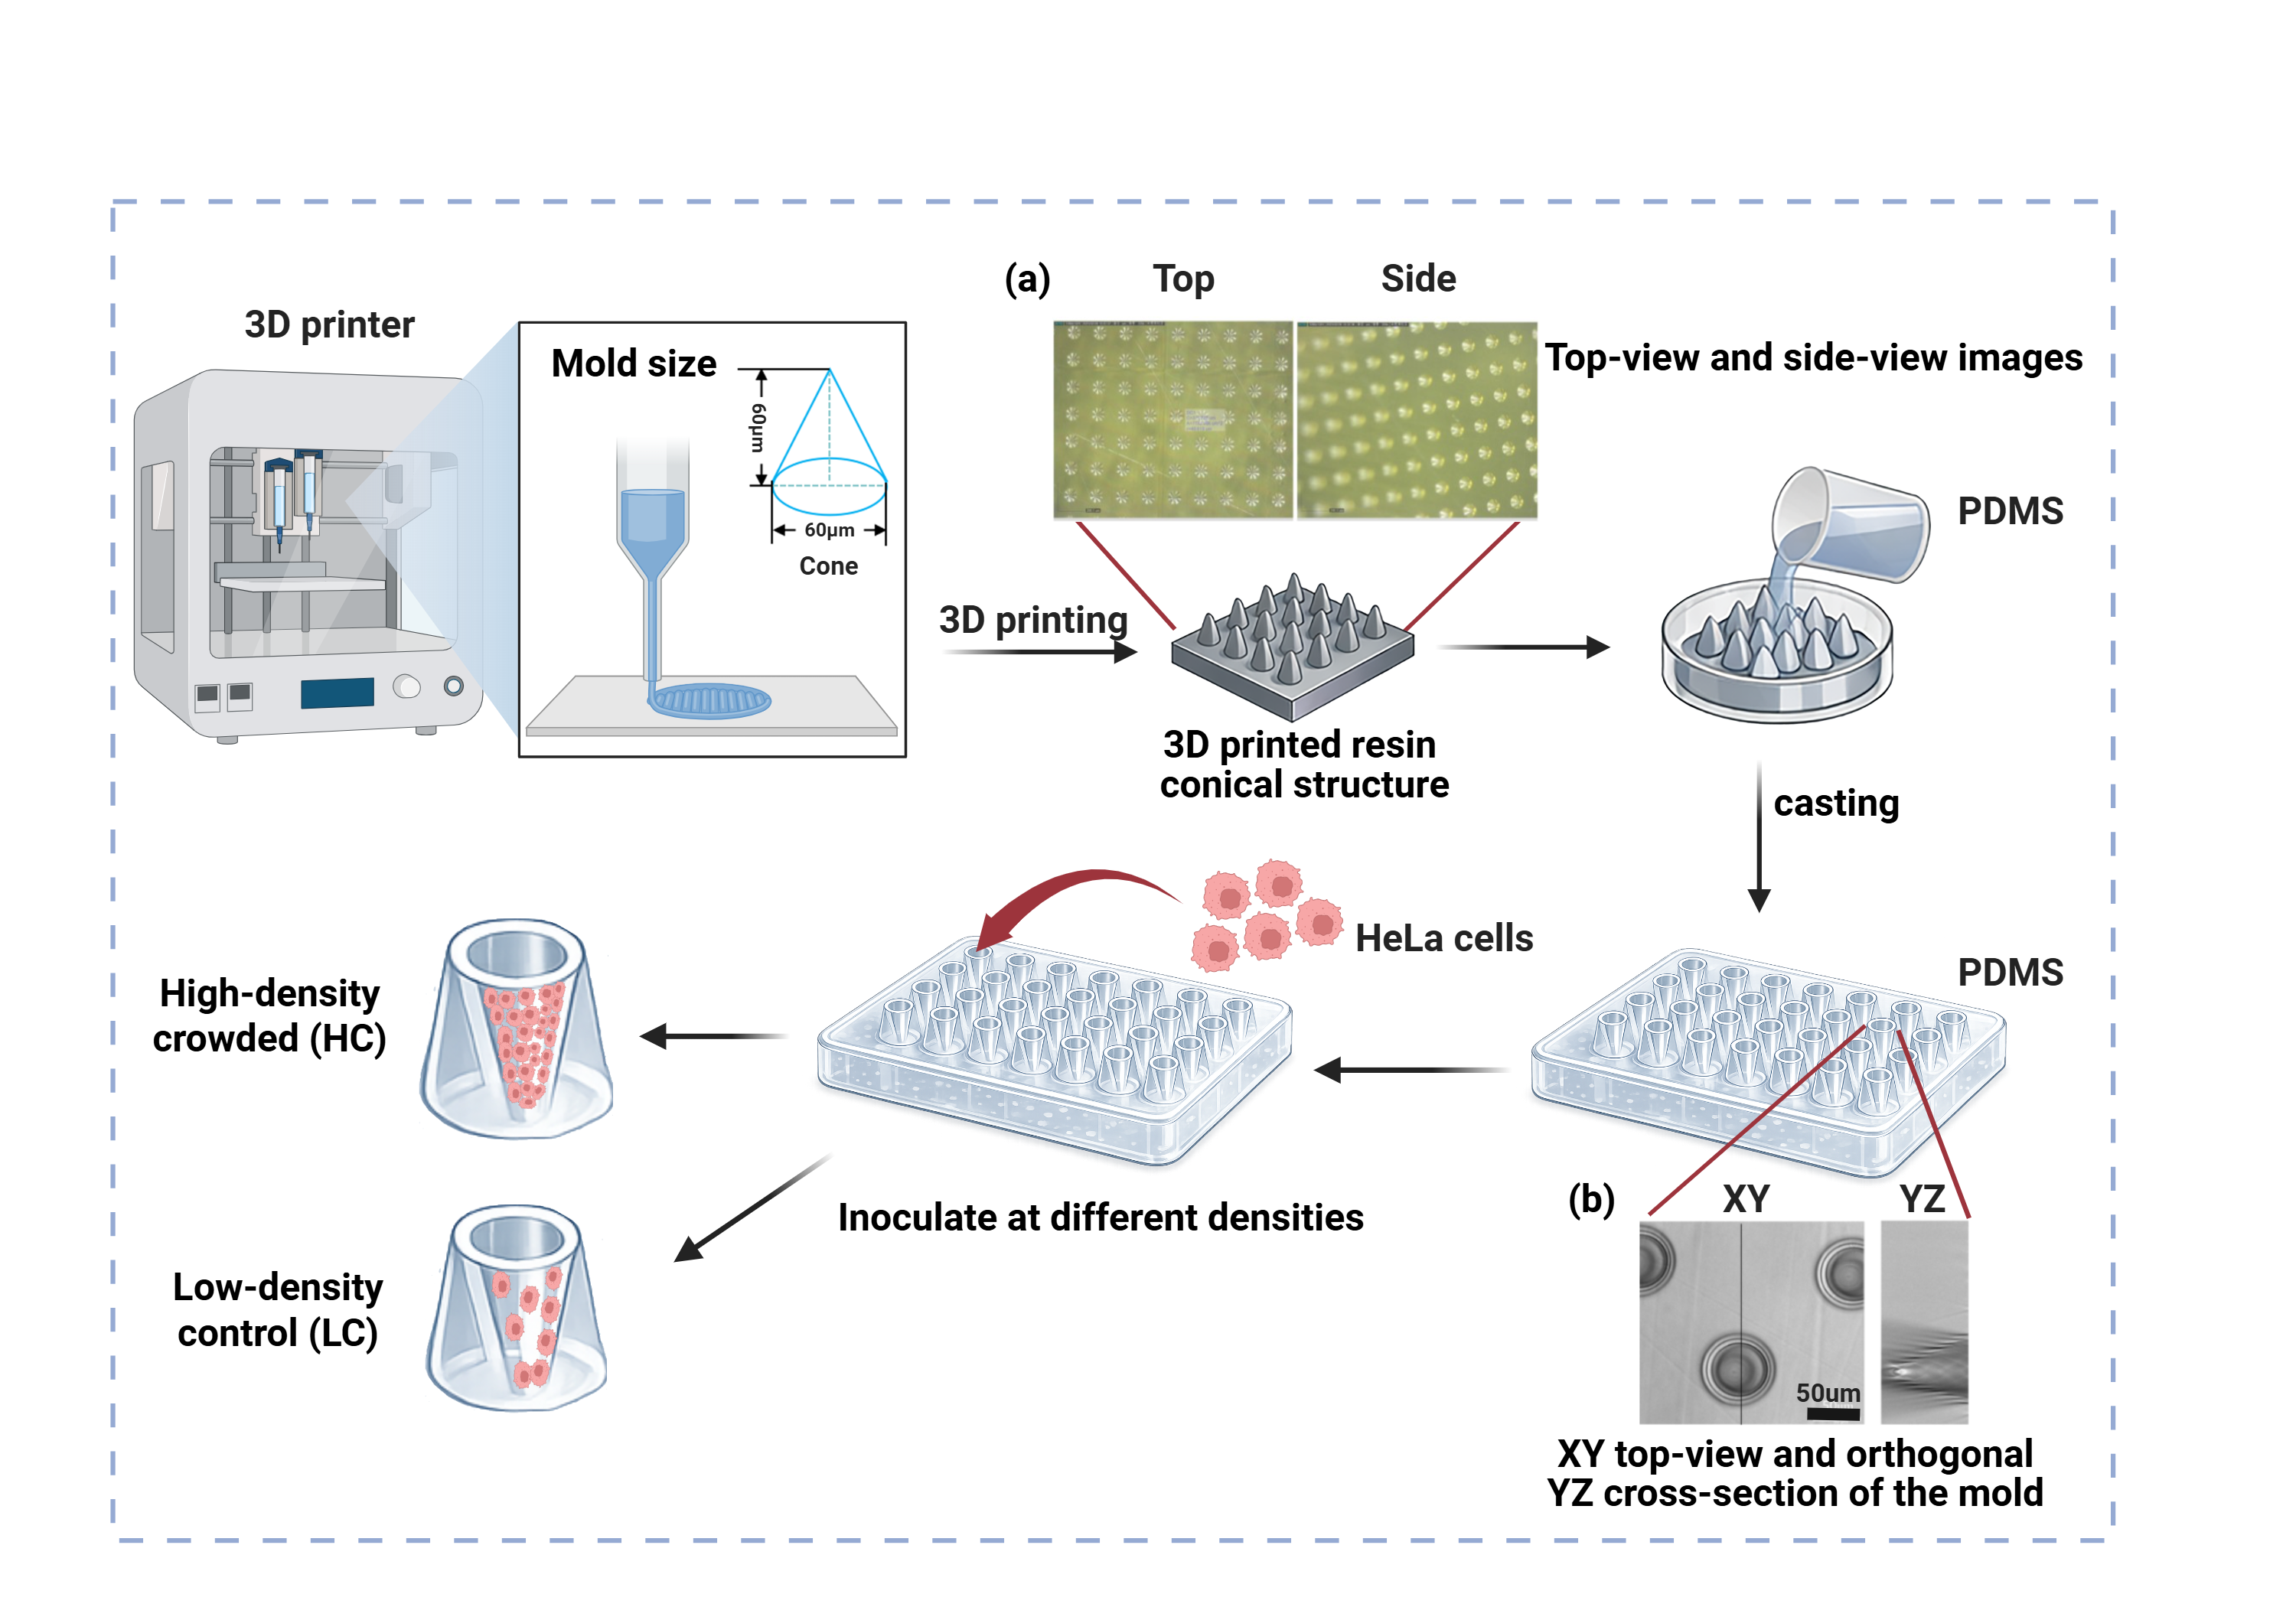 (a)
Top
Side
3D printer
Mold size
60μm
60μm
Cone
Top-view and side-view images
PDMS
3D printing
3D printed resin
conical structure
casting
HeLa cells
PDMS
High-density
crowded (HC)
Inoculate at different densities
Low-density
control (LC)
(b)
XY
YZ
50um
XY top-view and orthogonal
YZ cross-section of the mold